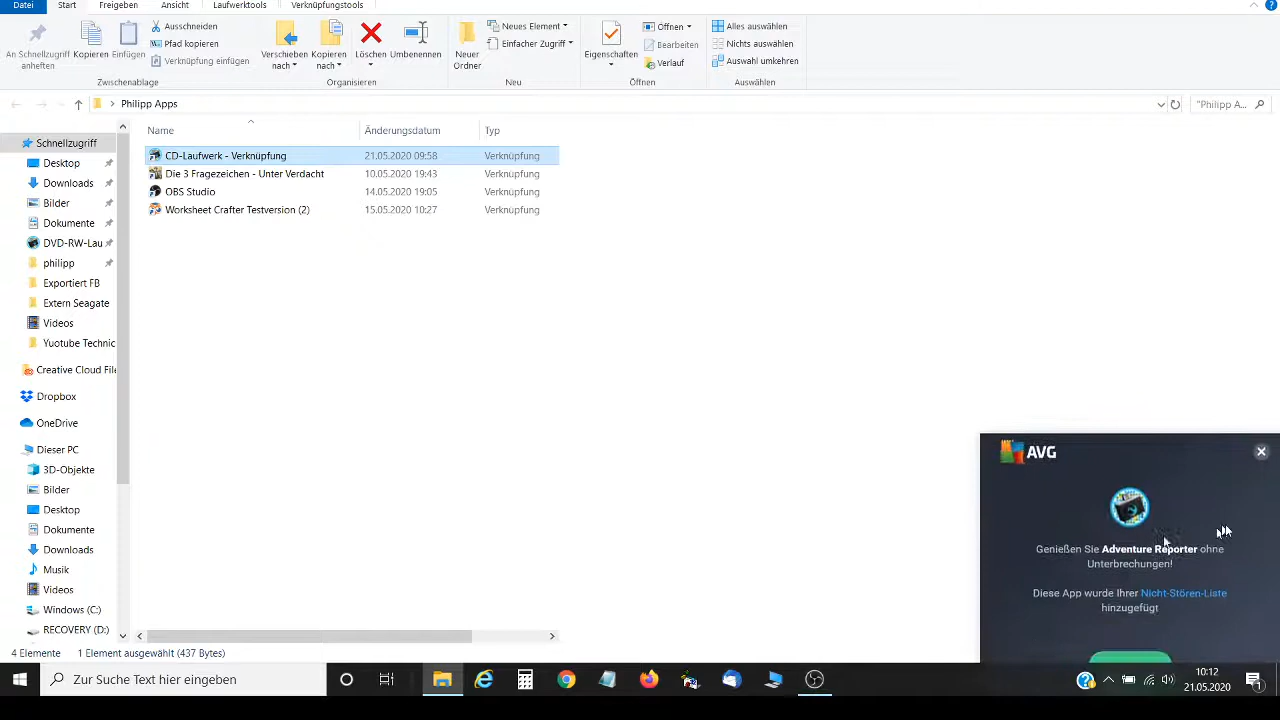 Datei Start Freigeben Ansicht Laufwerktools Verknüpfungstools
An Schnellzugriff anheften
Kopieren
Einfügen
Ausschneiden
Pfad kopieren
Verknüpfung einfügen
Zwischenablage
Verschieben nach
Kopieren nach
Löschen
Umbenennen
Organisieren
Neuer Ordner
Neues Element
Einfacher Zugriff
Neu
Eigenschaften
Öffnen
Bearbeiten
Verlauf
Öffnen
Alles auswählen
Nichts auswählen
Auswahl umkehren
Auswählen
Philipp Apps
"Philipp A...
Name Änderungsdatum Typ
CD-Laufwerk - Verknüpfung 21.05.2020 09:58 Verknüpfung
Die 3 Fragezeichen - Unter Verdacht 10.05.2020 19:43 Verknüpfung
OBS Studio 14.05.2020 19:05 Verknüpfung
Worksheet Crafter Testversion (2) 15.05.2020 10:27 Verknüpfung
Schnellzugriff
Desktop
Downloads
Bilder
Dokumente
DVD-RW-Lau
philipp
Exportiert FB
Extern Seagate
Videos
Yuotube Technic
Creative Cloud File
Dropbox
OneDrive
Dieser PC
3D-Objekte
Bilder
Desktop
Dokumente
Downloads
Musik
Videos
Windows (C:)
RECOVERY (D:)
4 Elemente 1 Element ausgewählt (437 Bytes)
AVG
Genießen Sie Adventure Reporter ohne
Unterbrechungen!
Diese App wurde Ihrer Nicht-Stören-Liste
hinzugefügt
Zur Suche Text hier eingeben
10:12
21.05.2020
1